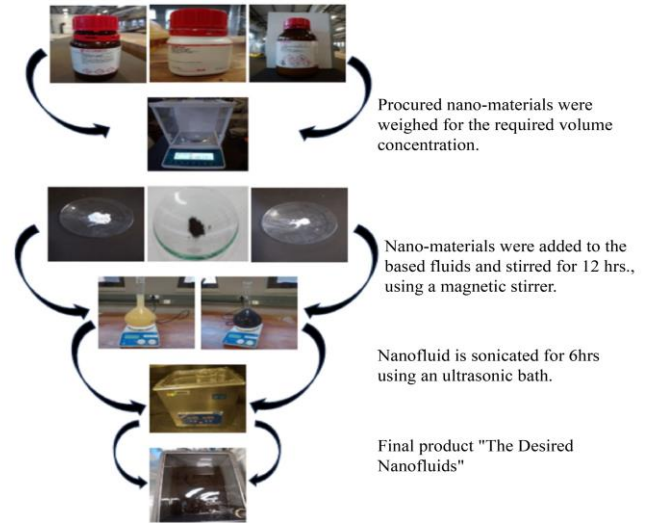 Procured nano-materials were
weighed for the required volume
concentration.
Nano-materials were added to the
based fluids and stirred for 12 hrs.,
using a magnetic stirrer.
Nanofluid is sonicated for 6hrs
using an ultrasonic bath.
Final product "The Desired
Nanofluids"